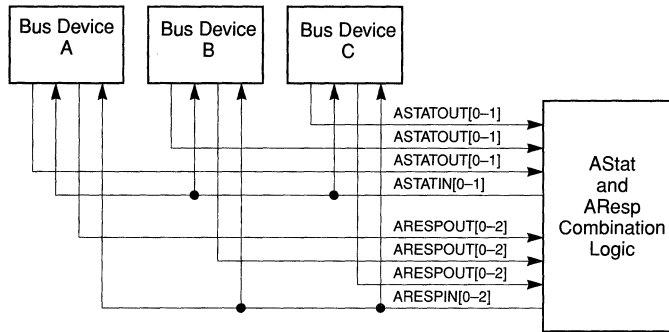 Bus Device
A
Bus Device
B
Bus Device
C
ASTATOUT[0–1]
ASTATOUT[0–1]
ASTATOUT[0–1]
ASTATIN[0–1]
ARESPOUT[0–2]
ARESPOUT[0–2]
ARESPOUT[0–2]
ARESPIN[0–2]
AStat
and
AResp
Combination
Logic